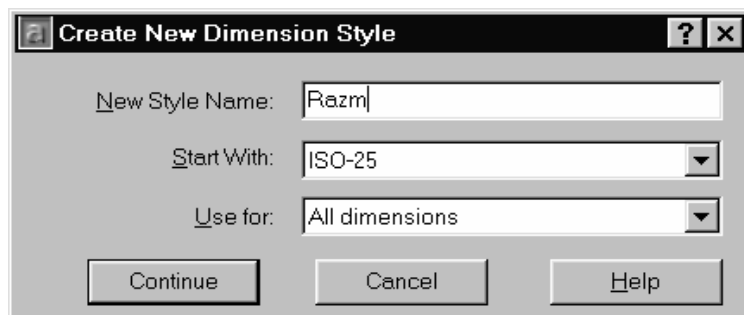 Create New Dimension Style
New Style Name: Razm
Start With: ISO-25
Use for: All dimensions
Continue Cancel Help